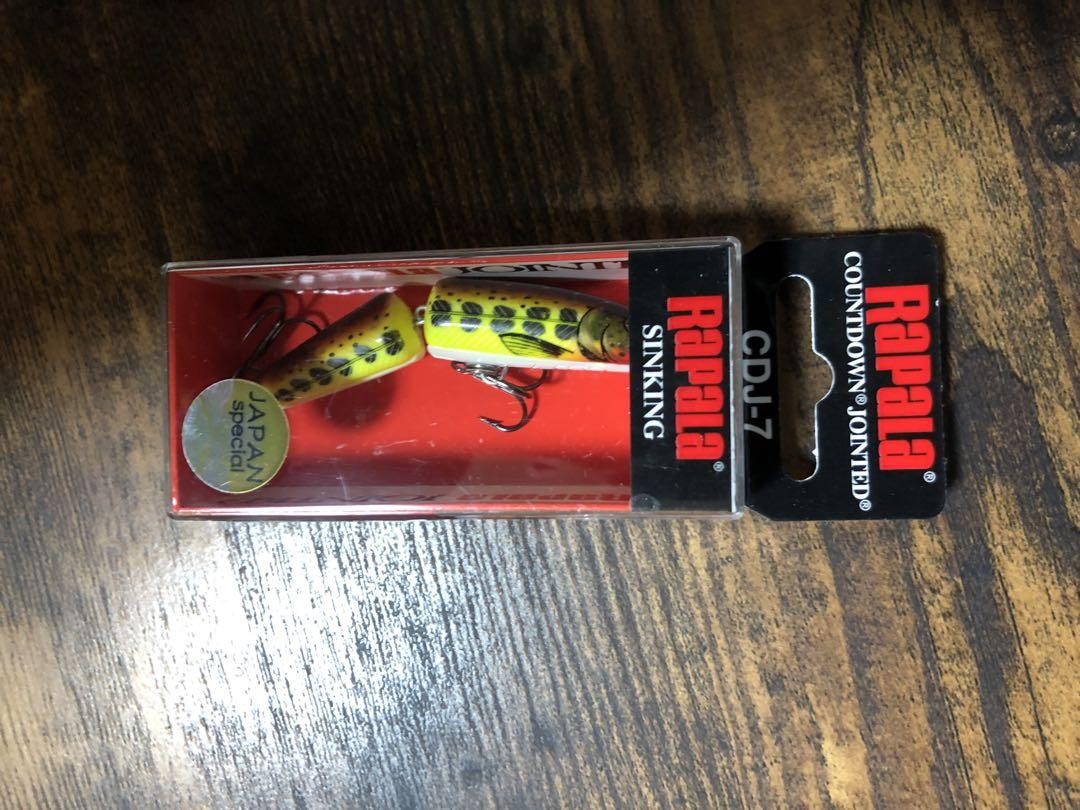 Rapala®
COUNTDOWN® JOINTED®
CDJ-7
Rapala®
SINKING
JAPAN
special